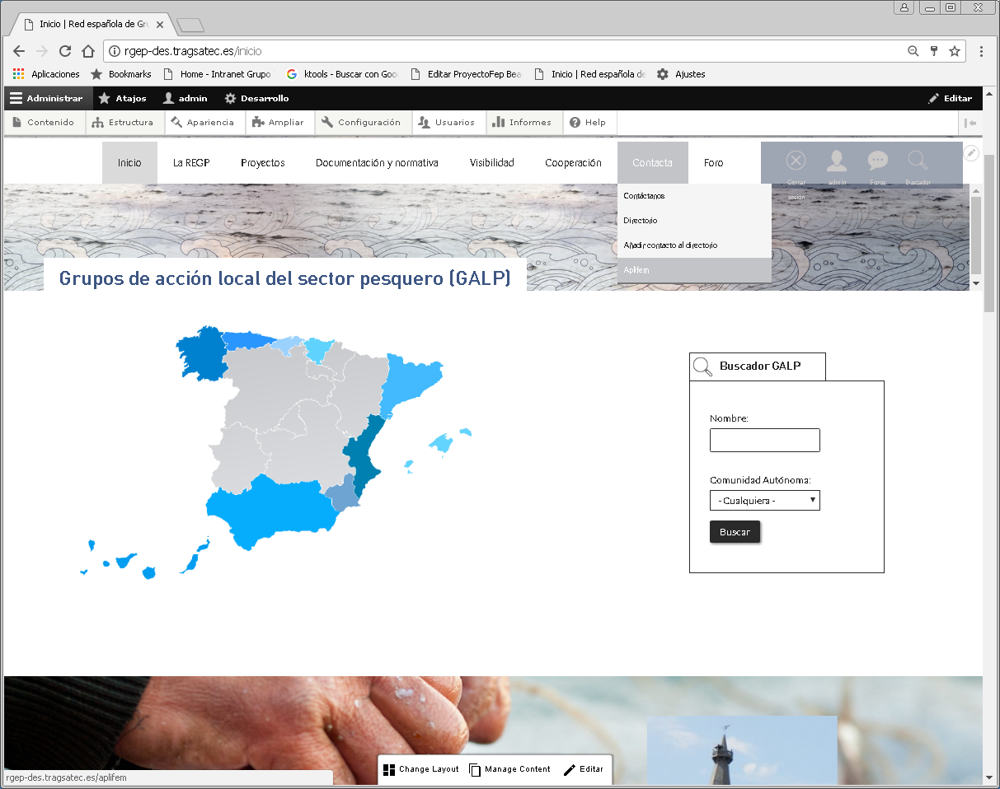 Inicio | Red española de Gru
rgep-des.tragsatec.es/inicio
Aplicaciones Bookmarks Home - Intranet Grupo ktools - Buscar con Goo Editar ProyectoFep Bea Inicio | Red española de Ajustes
Administrar Atajos admin Desarrollo Editar
Contenido Estructura Apariencia Ampliar Configuración Usuarios Informes Help
Inicio La REGP Proyectos Documentación y normativa Visibilidad Cooperación Contacta Foro
Cerrar sesión admin Foros Buscador
Contáctanos
Directorio
Añadir contacto al directorio
Aplifem
Grupos de acción local del sector pesquero (GALP)
Buscador GALP
Nombre:
Comunidad Autónoma:
- Cualquiera -
Buscar
Change Layout Manage Content Editar
rgep-des.tragsatec.es/aplifem